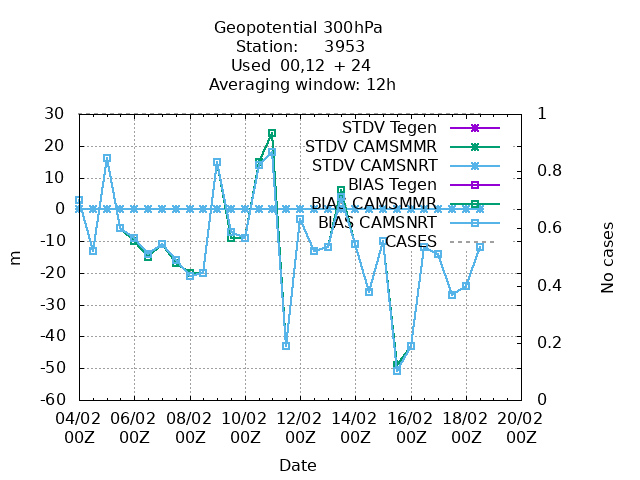 Geopotential 300hPa
Station: 3953
Used 00,12 + 24
Averaging window: 12h
30
20
10
0
-10
-20
-30
-40
-50
-60
m
1
0.8
0.6
0.4
0.2
0
No cases
STDV Tegen
STDV CAMSMMR
STDV CAMSNRT
BIAS Tegen
BIAS CAMSMMR
BIAS CAMSNRT
CASES
04/02 06/02 08/02 10/02 12/02 14/02 16/02 18/02 20/02
00Z 00Z 00Z 00Z 00Z 00Z 00Z 00Z 00Z
Date